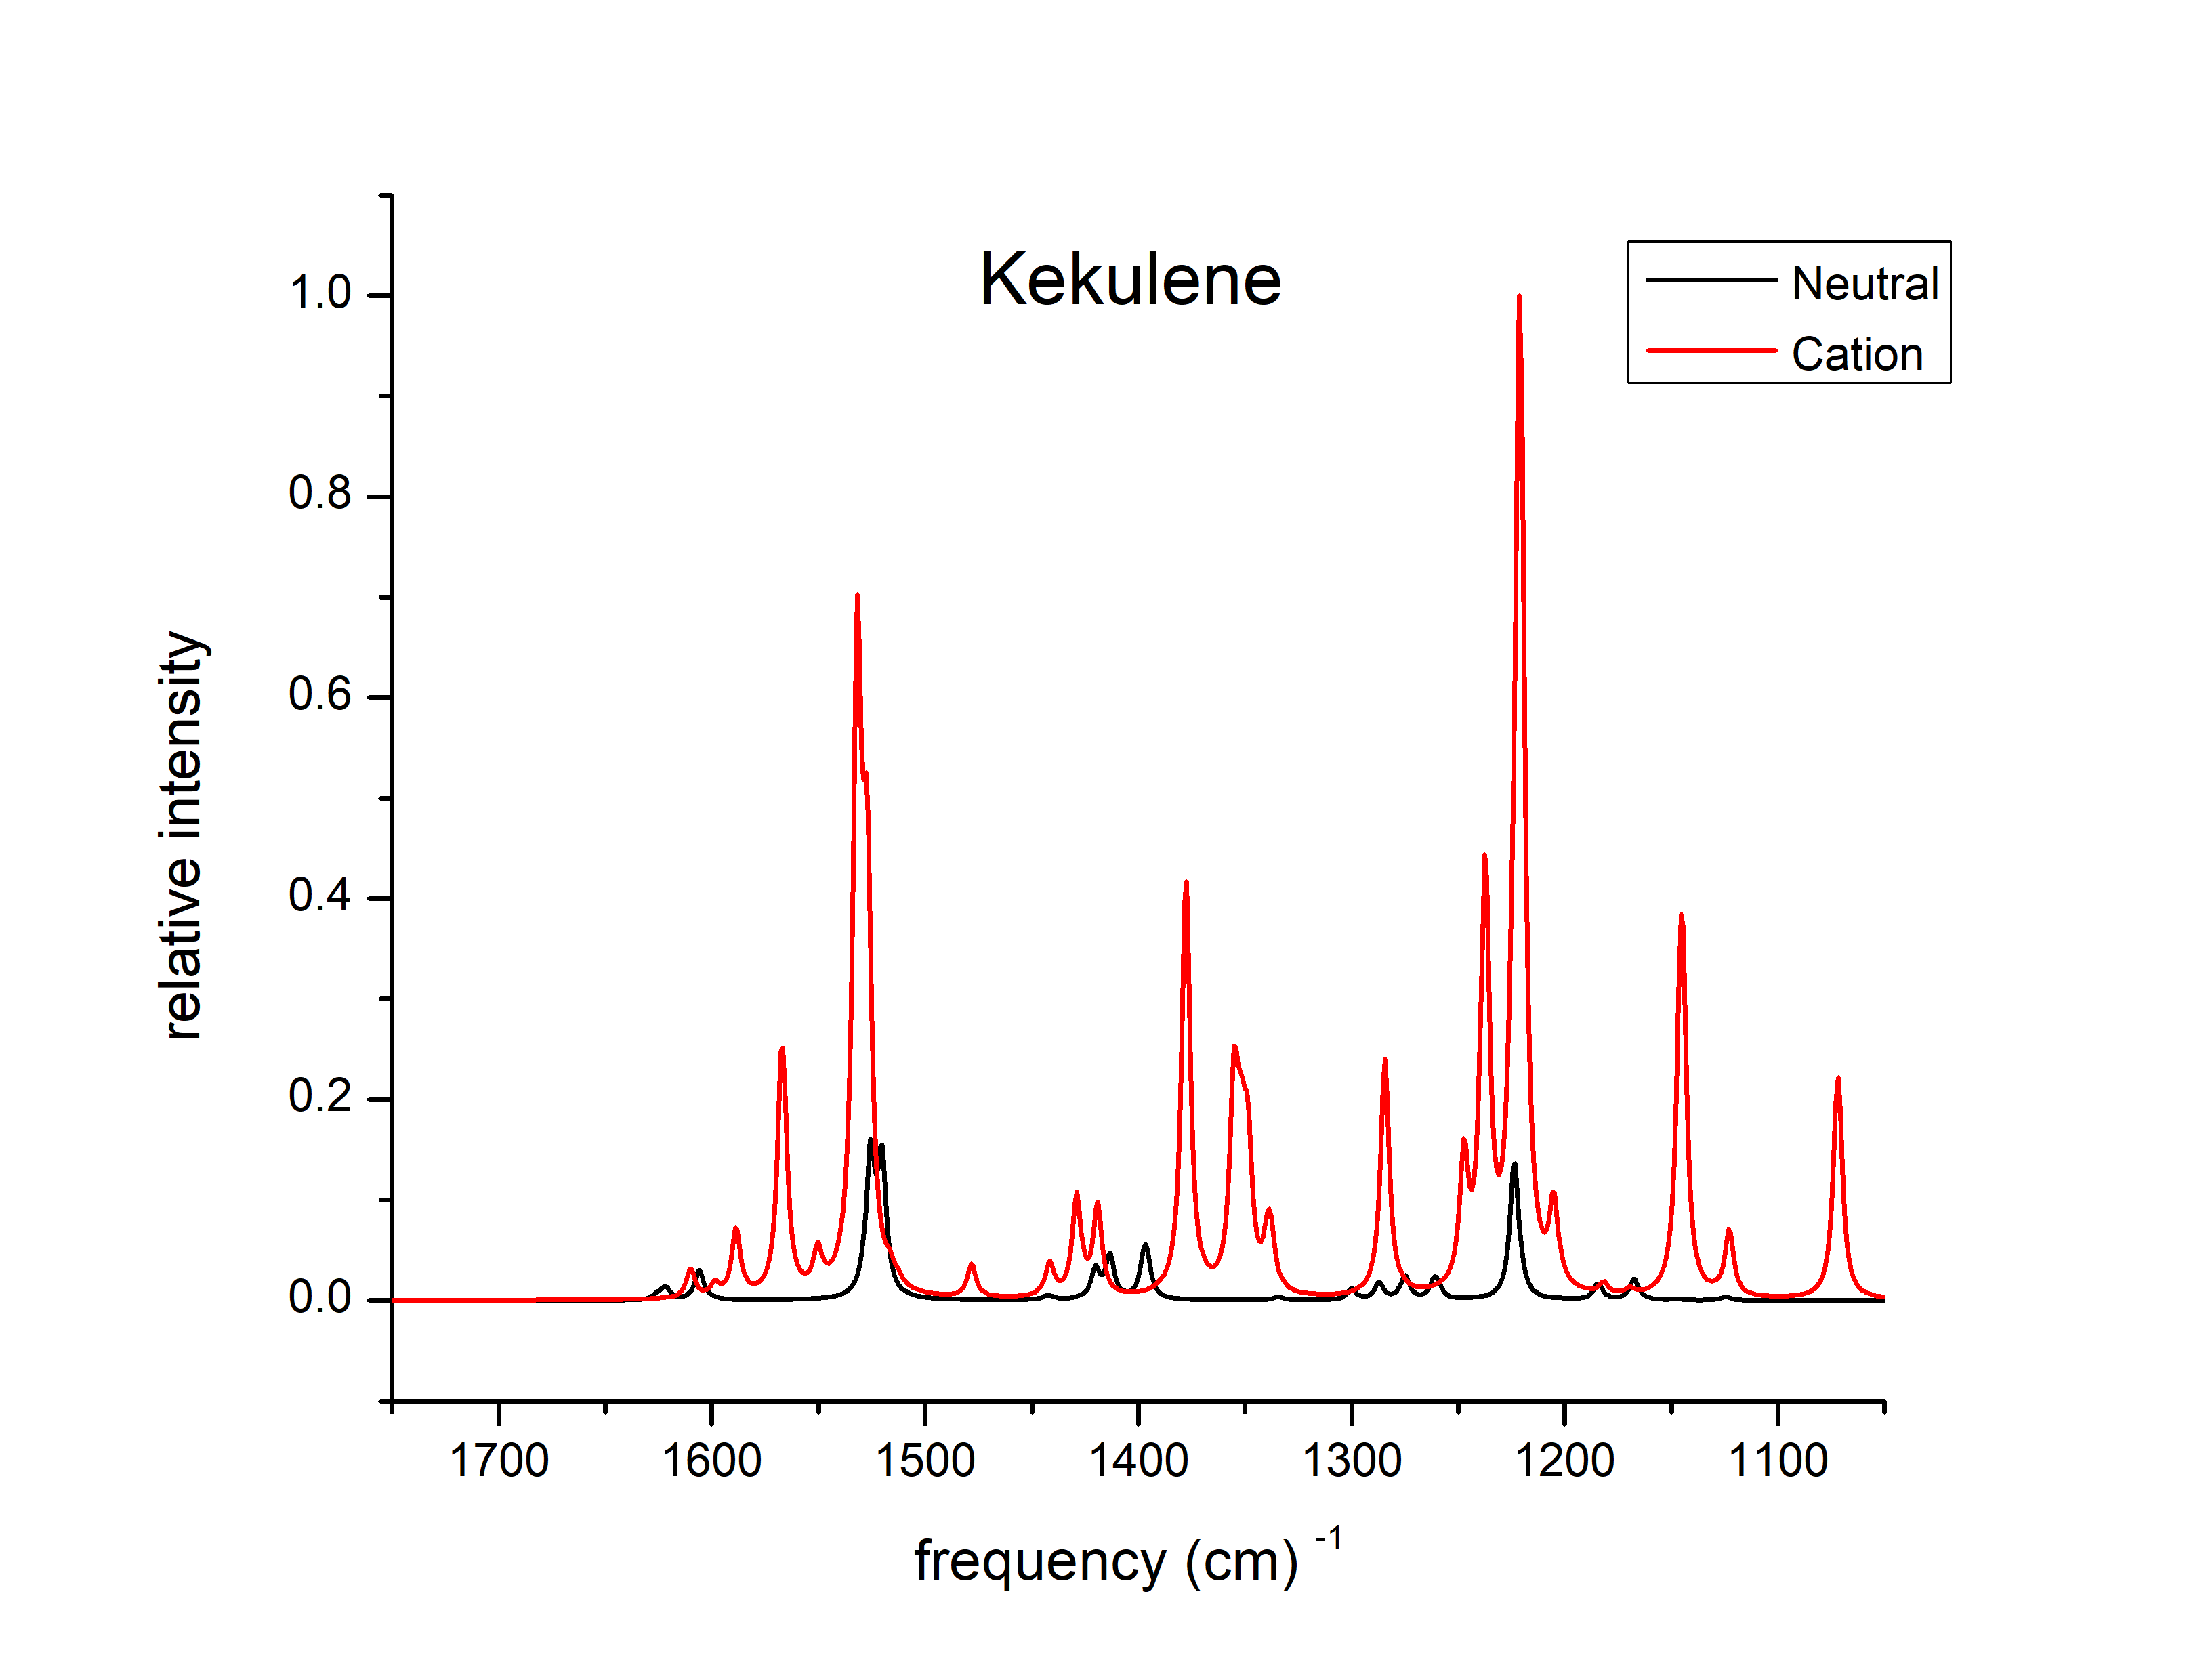 Kekulene
Neutral
Cation
1.0
0.8
0.6
0.4
0.2
0.0
relative intensity
1700 1600 1500 1400 1300 1200 1100
frequency (cm) -1